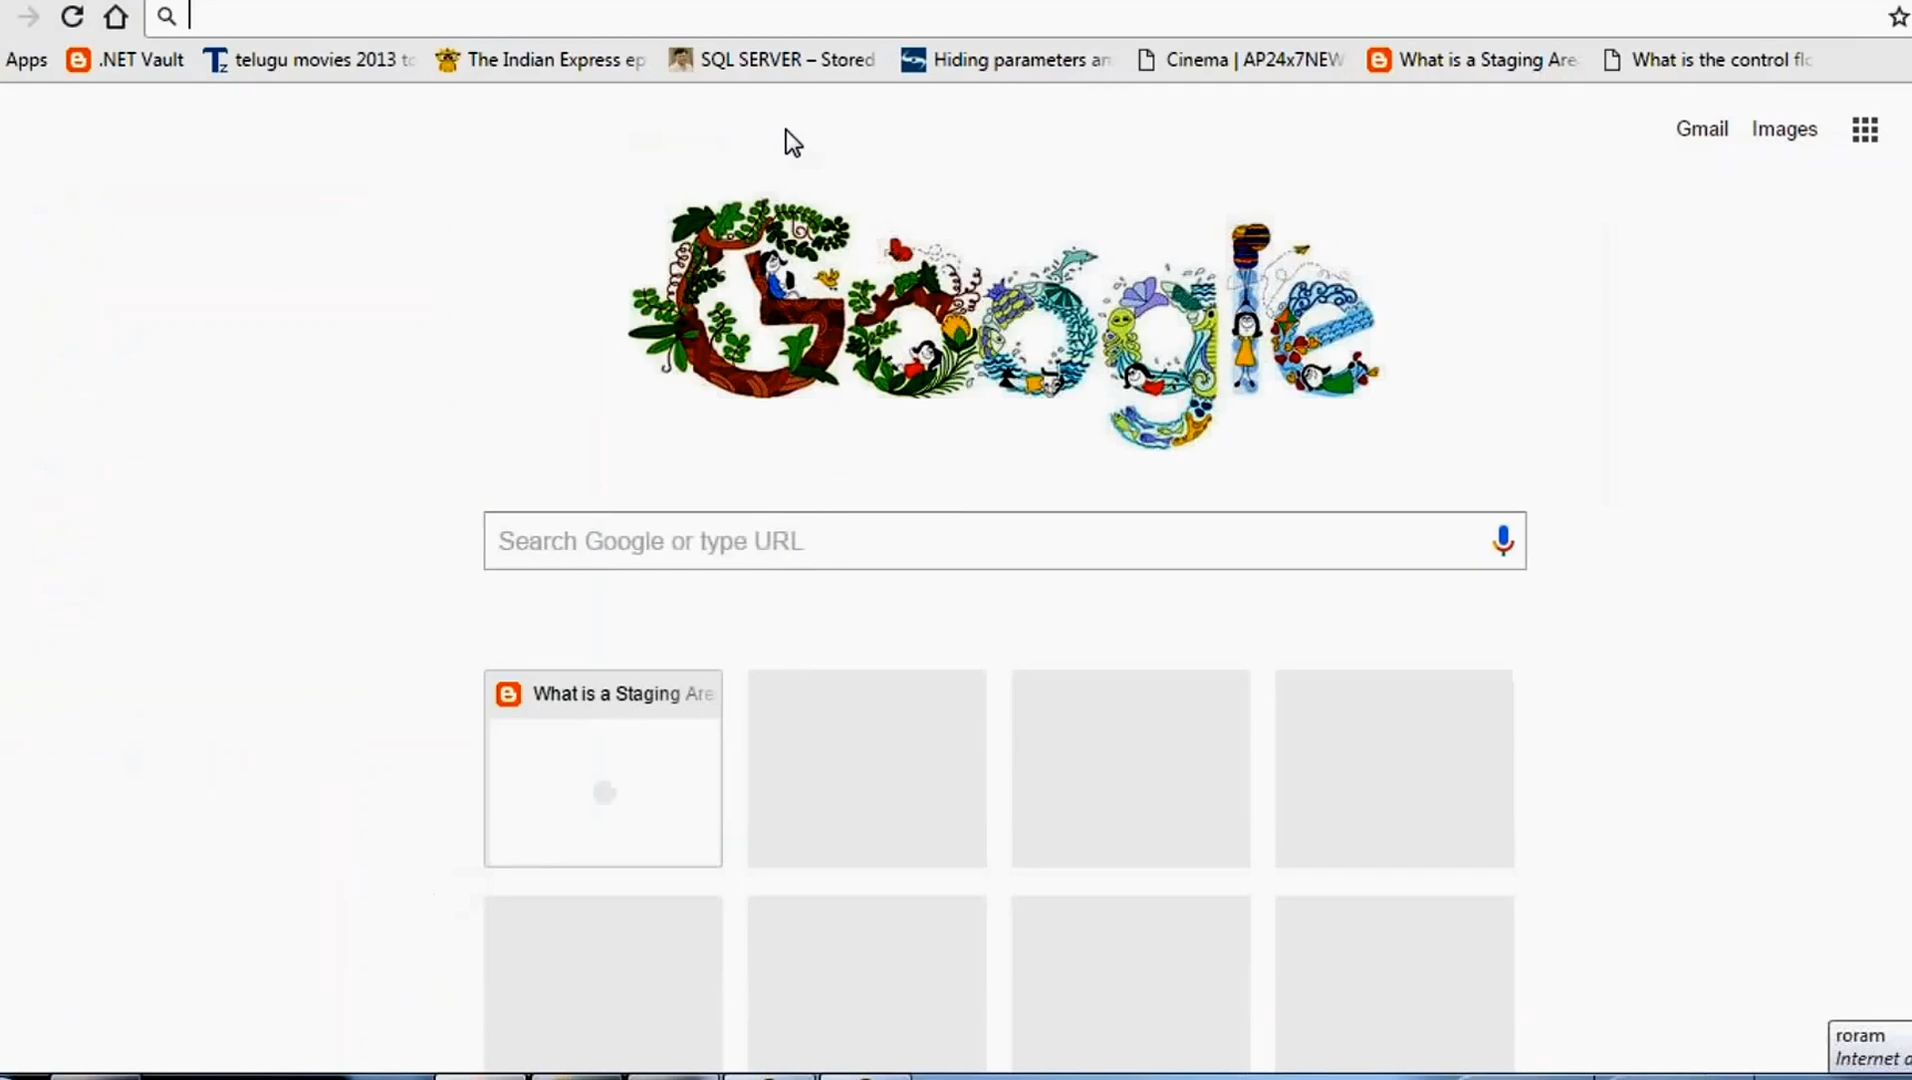 Apps .NET Vault telugu movies 2013 to The Indian Express ep SQL SERVER – Stored Hiding parameters an Cinema | AP24x7NEW What is a Staging Are What is the control flo
Gmail Images
Google
Search Google or type URL
What is a Staging Are
roram
Internet a